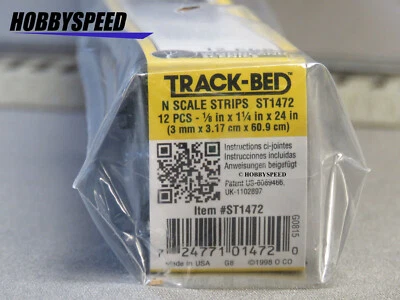 HOBBYSPEED
TRACK-BED™
N SCALE STRIPS ST1472
12 PCS - ⅛ in x 1¼ in x 24 in
(3 mm x 3.17 cm x 60.9 cm)
Instructions ci-jointes
Instrucciones incluidas
Anweisungen beigefügt
© HOBBYSPEED
Patent US-6089466,
UK-1102897
Item #ST1472
G0815
7 24771 01472 0
Made in USA G8 ©1998 O CO